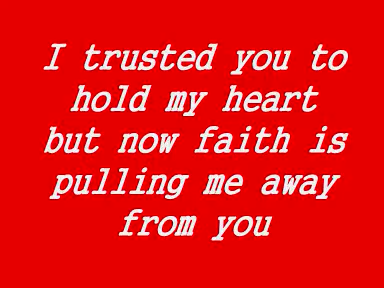 I trusted you to
hold my heart
but now faith is
pulling me away
from you